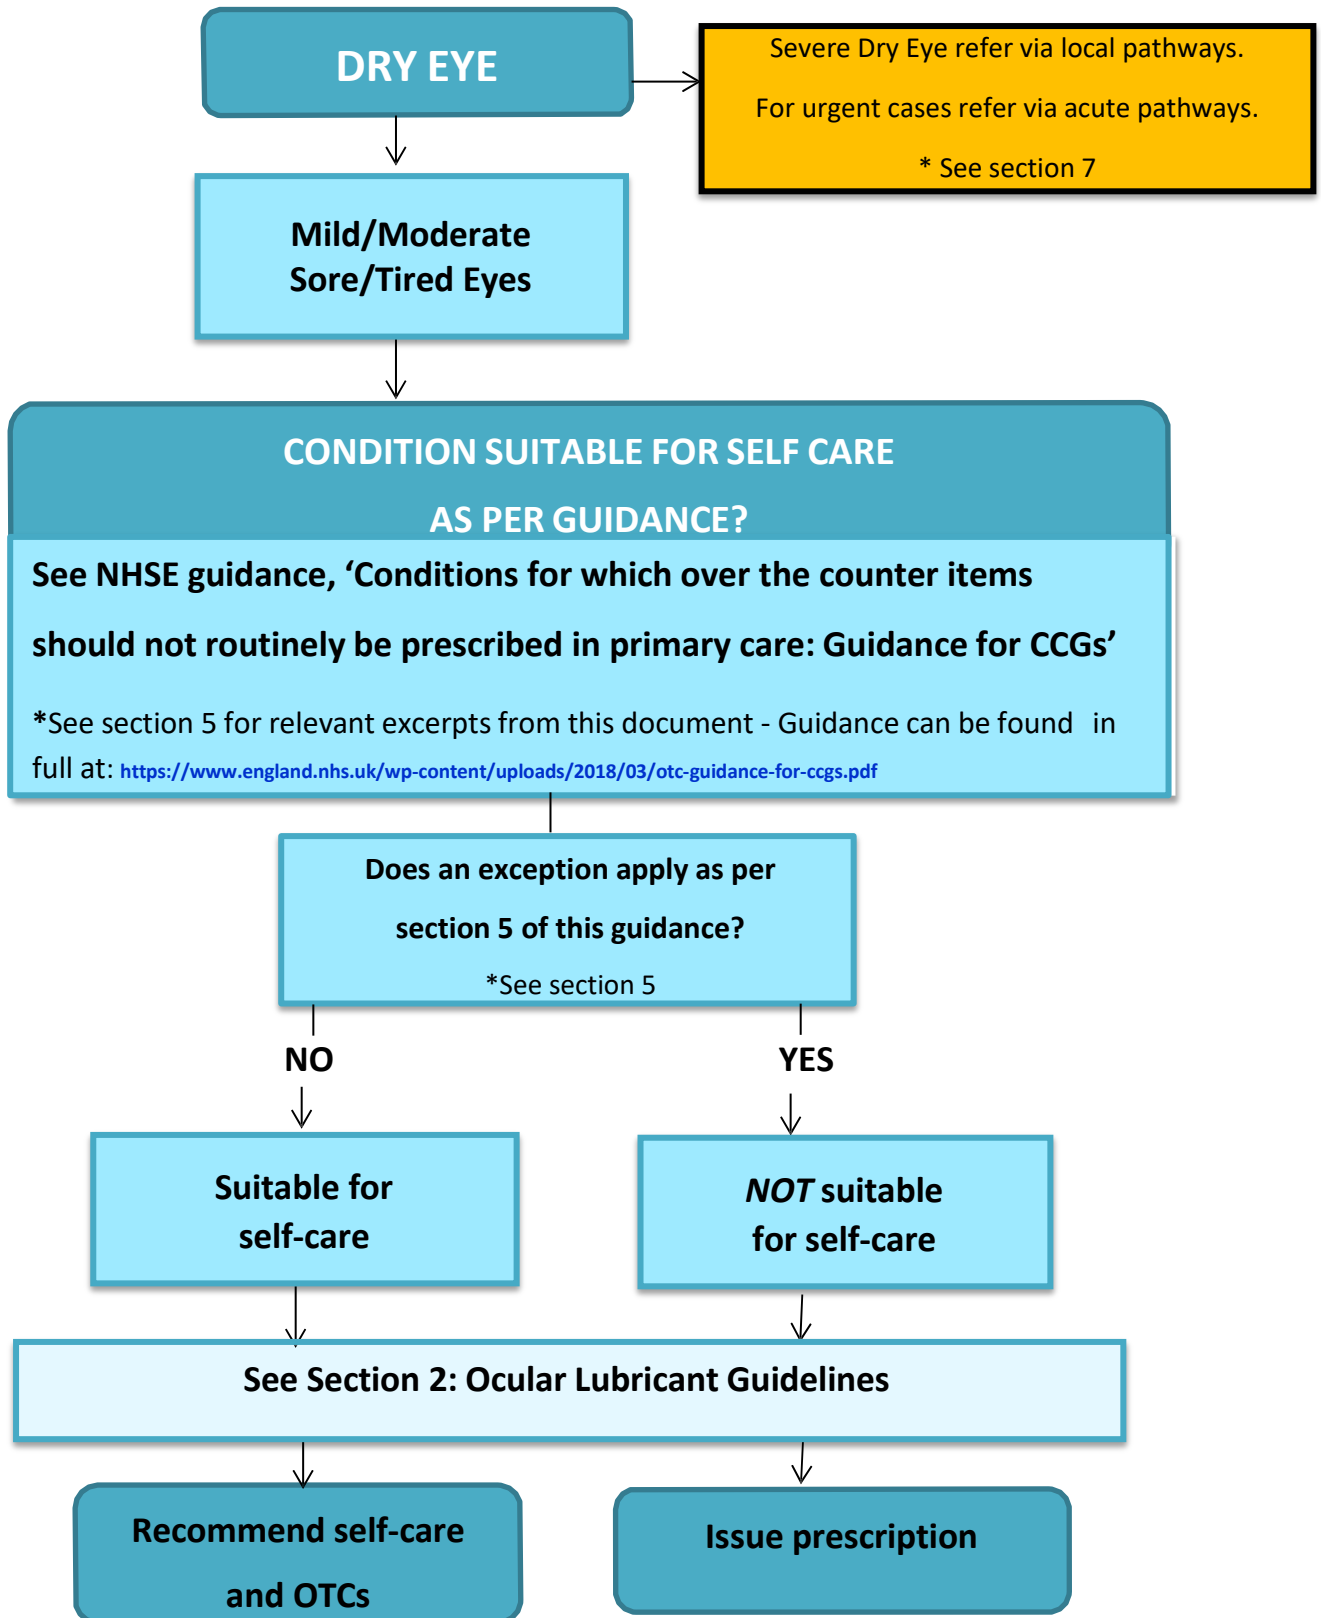 DRY EYE
Severe Dry Eye refer via local pathways.
For urgent cases refer via acute pathways.
* See section 7
Mild/Moderate
Sore/Tired Eyes
CONDITION SUITABLE FOR SELF CARE
AS PER GUIDANCE?
See NHSE guidance, ‘Conditions for which over the counter items
should not routinely be prescribed in primary care: Guidance for CCGs’
*See section 5 for relevant excerpts from this document - Guidance can be found in
full at: https://www.england.nhs.uk/wp-content/uploads/2018/03/otc-guidance-for-ccgs.pdf
Does an exception apply as per
section 5 of this guidance?
*See section 5
NO
YES
Suitable for
self-care
NOT suitable
for self-care
See Section 2: Ocular Lubricant Guidelines
Recommend self-care
and OTCs
Issue prescription